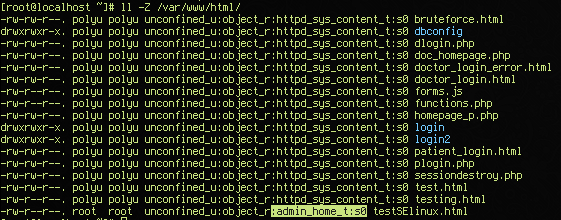 [root@localhost ~]# ll -Z /var/www/html/
-rw-rw-r--. polyu polyu unconfined_u:object_r:httpd_sys_content_t:s0 bruteforce.html
drwxrwxr-x. polyu polyu unconfined_u:object_r:httpd_sys_content_t:s0 dbconfig
-rw-rw-r--. polyu polyu unconfined_u:object_r:httpd_sys_content_t:s0 dlogin.php
-rw-rw-r--. polyu polyu unconfined_u:object_r:httpd_sys_content_t:s0 doc_homepage.php
-rw-rw-r--. polyu polyu unconfined_u:object_r:httpd_sys_content_t:s0 doctor_login_error.html
-rw-rw-r--. polyu polyu unconfined_u:object_r:httpd_sys_content_t:s0 doctor_login.html
-rw-r--r--. polyu polyu unconfined_u:object_r:httpd_sys_content_t:s0 forms.js
-rw-rw-r--. polyu polyu unconfined_u:object_r:httpd_sys_content_t:s0 functions.php
-rw-rw-r--. polyu polyu unconfined_u:object_r:httpd_sys_content_t:s0 homepage_p.php
drwxrwxr-x. polyu polyu unconfined_u:object_r:httpd_sys_content_t:s0 login
drwxrwxr-x. polyu polyu unconfined_u:object_r:httpd_sys_content_t:s0 login2
-rw-rw-r--. polyu polyu unconfined_u:object_r:httpd_sys_content_t:s0 patient_login.html
-rw-rw-r--. polyu polyu unconfined_u:object_r:httpd_sys_content_t:s0 plogin.php
-rw-rw-r--. polyu polyu unconfined_u:object_r:httpd_sys_content_t:s0 sessiondestroy.php
-rw-rw-r--. polyu polyu unconfined_u:object_r:httpd_sys_content_t:s0 test.html
-rw-rw-r--. polyu polyu unconfined_u:object_r:httpd_sys_content_t:s0 testing.html
-rw-r--r--. root  root  unconfined_u:object_r:admin_home_t:s0 testSElinux.html